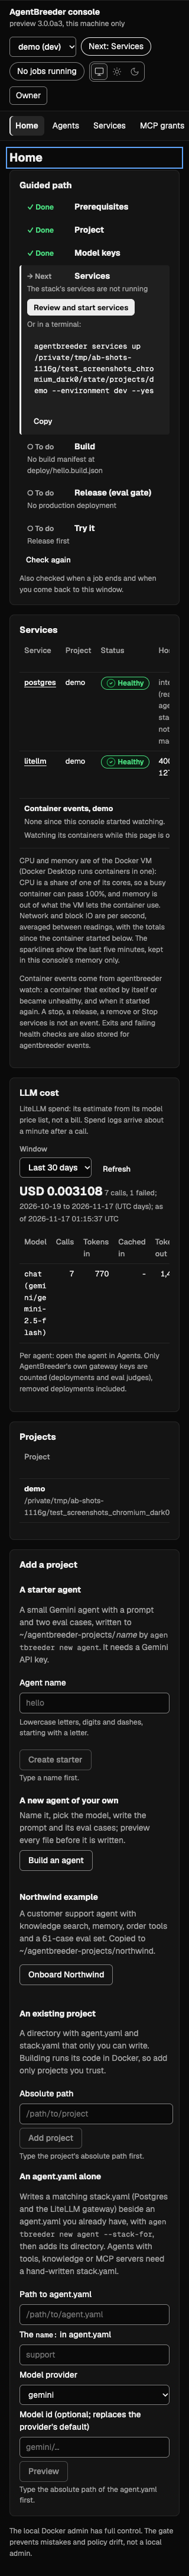 AgentBreeder console
preview 3.0.0a3, this machine only
demo (dev)
Next: Services
No jobs running
Owner
Home
Agents
Services
MCP grants
Home
Guided path
✓ Done
Prerequisites
✓ Done
Project
✓ Done
Model keys
→ Next
Services
The stack's services are not running
Review and start services
Or in a terminal:
agentbreeder services up
/private/tmp/ab-shots-
1116g/test_screenshots_chro
mium_dark0/state/projects/d
emo --environment dev --yes
Copy
To do
Build
No build manifest at
deploy/hello.build.json
To do
Release (eval gate)
No production deployment
To do
Try it
Release first
Check again
Also checked when a job ends and when
you come back to this window.
Services
Service
Project
Status
postgres
demo
Healthy
litellm
demo
Healthy
Container events, demo
None since this console started watching.
Watching its containers while this page is o
CPU and memory are of the Docker VM
(Docker Desktop runs containers in one):
CPU is a share of one of its cores, so a busy
container can pass 100%, and memory is
out of what the VM lets the container use.
Network and block IO are per second,
averaged between readings, with the totals
since the container started below. The
sparklines show the last five minutes, kept
in this console's memory only.
Container events come from agentbreeder
watch: a container that exited by itself or
became unhealthy, and when it started
again. A stop, a release, a remove or Stop
services is not an event. Exits and failing
health checks are also stored for
agentbreeder events.
LLM cost
LiteLLM spend: its estimate from its model
price list, not a bill. Spend logs arrive about
a minute after a call.
Window
Last 30 days
Refresh
USD 0.003108 7 calls, 1 failed;
2026-10-19 to 2026-11-17 (UTC days); as
of 2026-11-17 01:15:37 UTC
Model
Calls
Tokens
in
Cached
in
Toke
out
chat
(gemi
ni/ge
mini-
2.5-f
lash)
7
770
-
1,4
Per agent: open the agent in Agents. Only
AgentBreeder's own gateway keys are
counted (deployments and eval judges),
removed deployments included.
Projects
Project
demo
/private/tmp/ab-shots-
1116g/test_screenshots_chromium_dark0
Add a project
A starter agent
A small Gemini agent with a prompt
and two eval cases, written to
~/agentbreeder-projects/name by agen
tbreeder new agent. It needs a Gemini
API key.
Agent name
hello
Lowercase letters, digits and dashes,
starting with a letter.
Create starter
Type a name first.
A new agent of your own
Name it, pick the model, write the
prompt and its eval cases; preview
every file before it is written.
Build an agent
Northwind example
A customer support agent with
knowledge search, memory, order tools
and a 61-case eval set. Copied to
~/agentbreeder-projects/northwind.
Onboard Northwind
An existing project
A directory with agent.yaml and
stack.yaml that only you can write.
Building runs its code in Docker, so add
only projects you trust.
Absolute path
/path/to/project
Add project
Type the project's absolute path first.
An agent.yaml alone
Writes a matching stack.yaml (Postgres
and the LiteLLM gateway) beside an
agent.yaml you already have, with agen
tbreeder new agent --stack-for,
then adds its directory. Agents with
tools, knowledge or MCP servers need
a hand-written stack.yaml.
Path to agent.yaml
/path/to/agent.yaml
The name: in agent.yaml
support
Model provider
gemini
Model id (optional; replaces the
provider's default)
gemini/...
Preview
Type the absolute path of the agent.yaml
first.
The local Docker admin has full control. The gate
prevents mistakes and policy drift, not a local
admin.